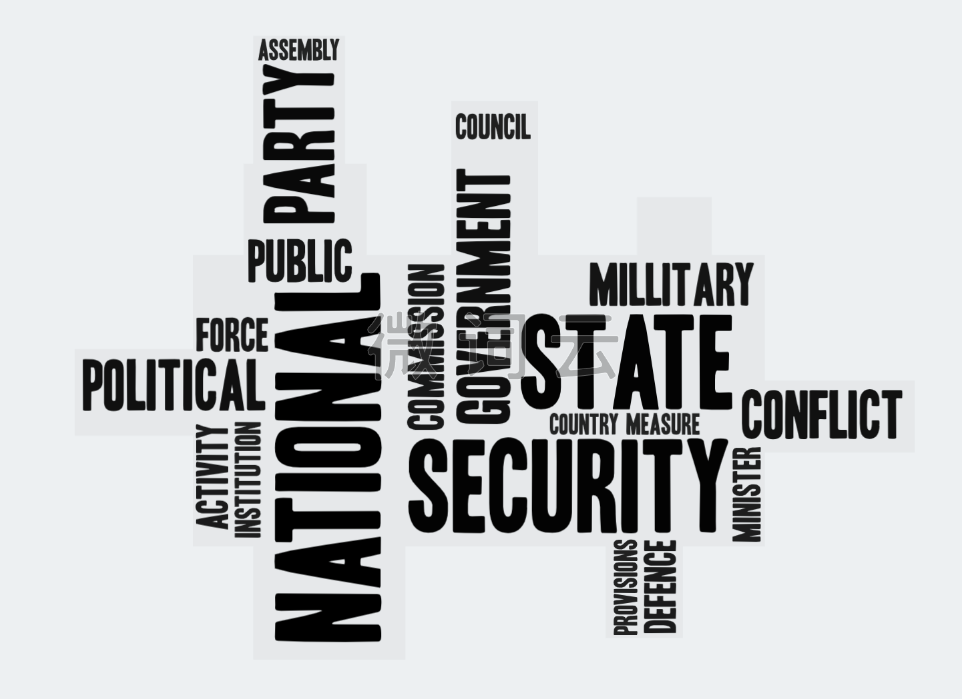 ASSEMBLY
PARTY
COUNCIL
PUBLIC
GOVERNMENT
COMMISSION
MILLITARY
NATIONAL
FORCE
STATE
POLITICAL
CONFLICT
COUNTRY MEASURE
ACTIVITY
INSTITUTION
SECURITY
MINISTER
PROVISIONS
DEFENCE
微词云